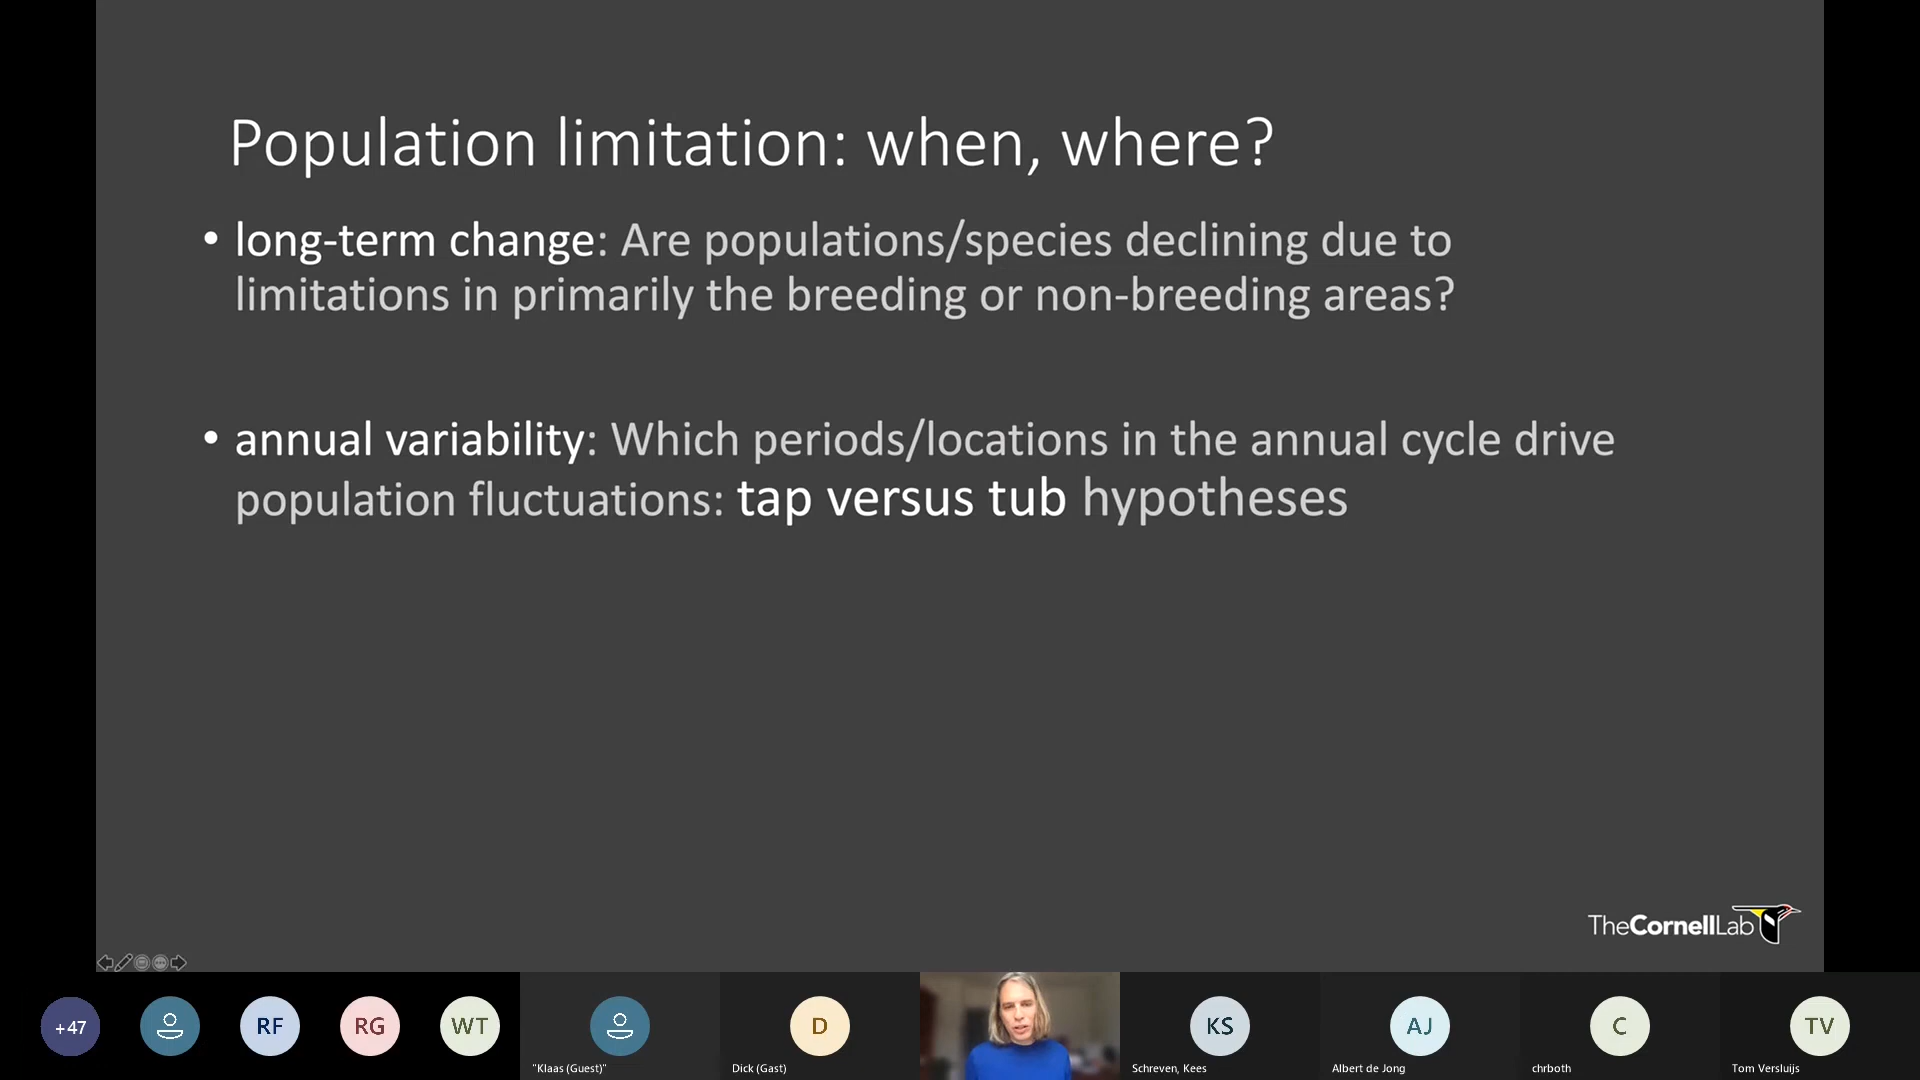 Population limitation: when, where?
• long-term change: Are populations/species declining due to
limitations in primarily the breeding or non-breeding areas?
• annual variability: Which periods/locations in the annual cycle drive
population fluctuations: tap versus tub hypotheses
TheCornellLab
+47
RF
RG
WT
"Klaas (Guest)"
D
Dick (Gast)
KS
Schreven, Kees
AJ
Albert de Jong
C
chrboth
TV
Tom Versluijs